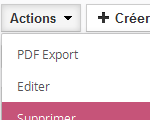 Actions + Créer
PDF Export
Editer
Supprimer